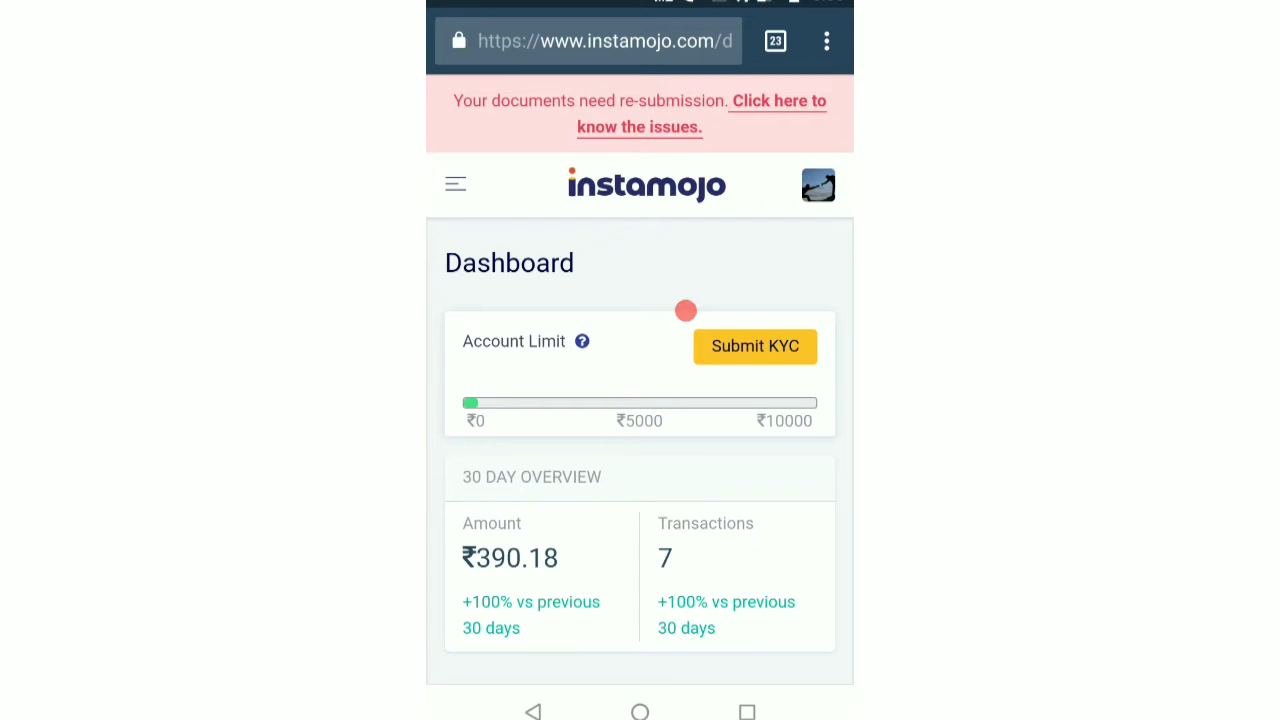 https://www.instamojo.com/d
23
Your documents need re-submission. Click here to
know the issues.
instamojo
Dashboard
Account Limit ?
Submit KYC
₹0 ₹5000 ₹10000
30 DAY OVERVIEW
Amount
₹390.18
+100% vs previous
30 days
Transactions
7
+100% vs previous
30 days